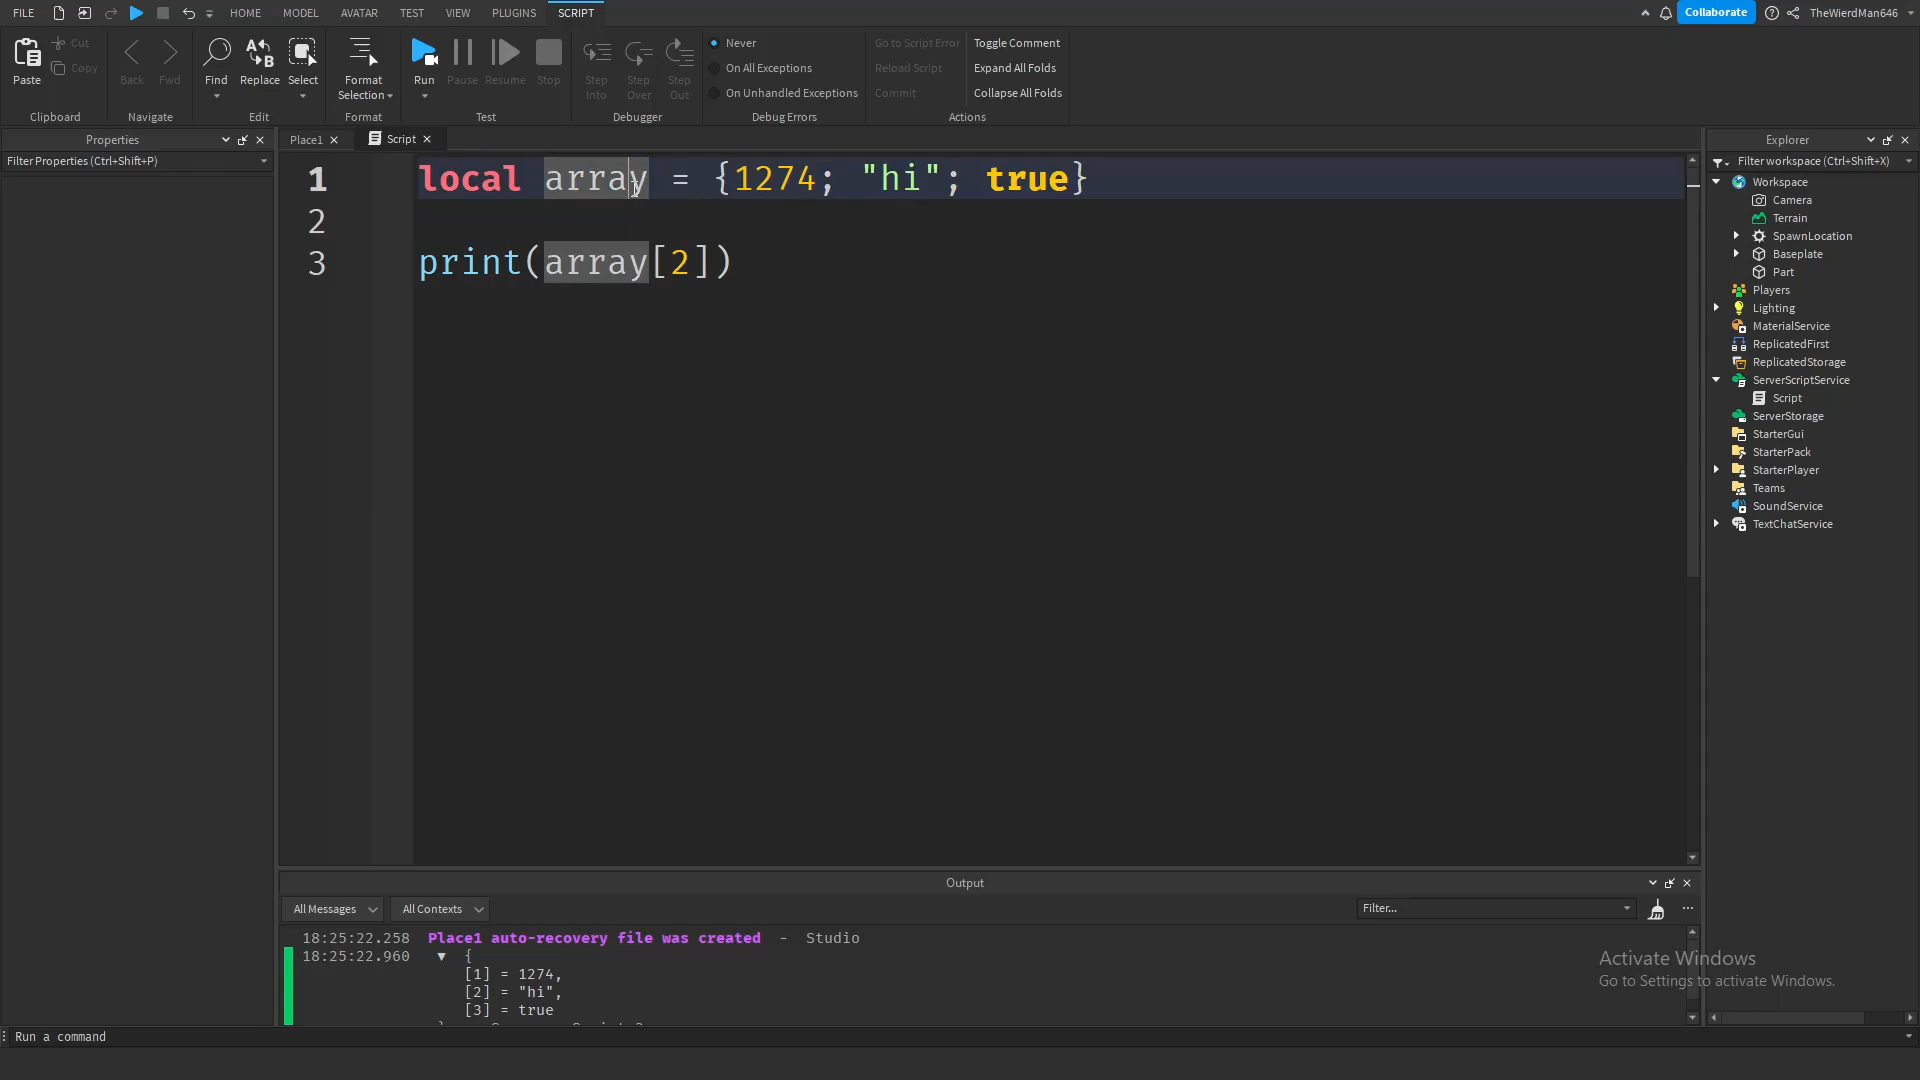 FILE HOME MODEL AVATAR TEST VIEW PLUGINS SCRIPT Collaborate TheWierdMan646
Paste Cut Copy Back Fwd Find Replace Select Format Selection Run Pause Resume Stop Step Into Step Over Step Out
Never
On All Exceptions
On Unhandled Exceptions
Go to Script Error
Reload Script
Commit
Toggle Comment
Expand All Folds
Collapse All Folds
Clipboard Navigate Edit Format Test Debugger Debug Errors Actions
Properties
Filter Properties (Ctrl+Shift+P)
Place1 Script
1 local array = {1274; "hi"; true}
2
3 print(array[2])
Explorer
Filter workspace (Ctrl+Shift+X)
Workspace
Camera
Terrain
SpawnLocation
Baseplate
Part
Players
Lighting
MaterialService
ReplicatedFirst
ReplicatedStorage
ServerScriptService
Script
ServerStorage
StarterGui
StarterPack
StarterPlayer
Teams
SoundService
TextChatService
Output
All Messages All Contexts Filter...
18:25:22.258 Place1 auto-recovery file was created - Studio
18:25:22.960 ▼ {
[1] = 1274,
[2] = "hi",
[3] = true
Activate Windows
Go to Settings to activate Windows.
Run a command